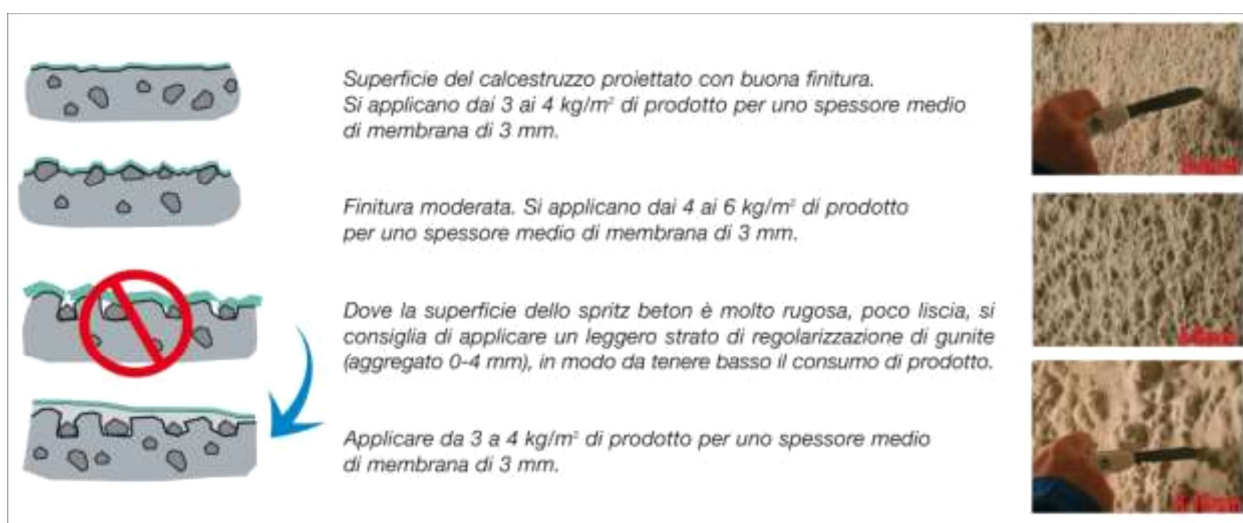 Superficie del calcestruzzo proiettato con buona finitura.
Si applicano dai 3 ai 4 kg/m² di prodotto per uno spessore medio
di membrana di 3 mm.
Finitura moderata. Si applicano dai 4 ai 6 kg/m² di prodotto
per uno spessore medio di membrana di 3 mm.
Dove la superficie dello spritz beton è molto rugosa, poco liscia, si
consiglia di applicare un leggero strato di regolarizzazione di gunite
(aggregato 0-4 mm), in modo da tenere basso il consumo di prodotto.
Applicare da 3 a 4 kg/m² di prodotto per uno spessore medio
di membrana di 3 mm.